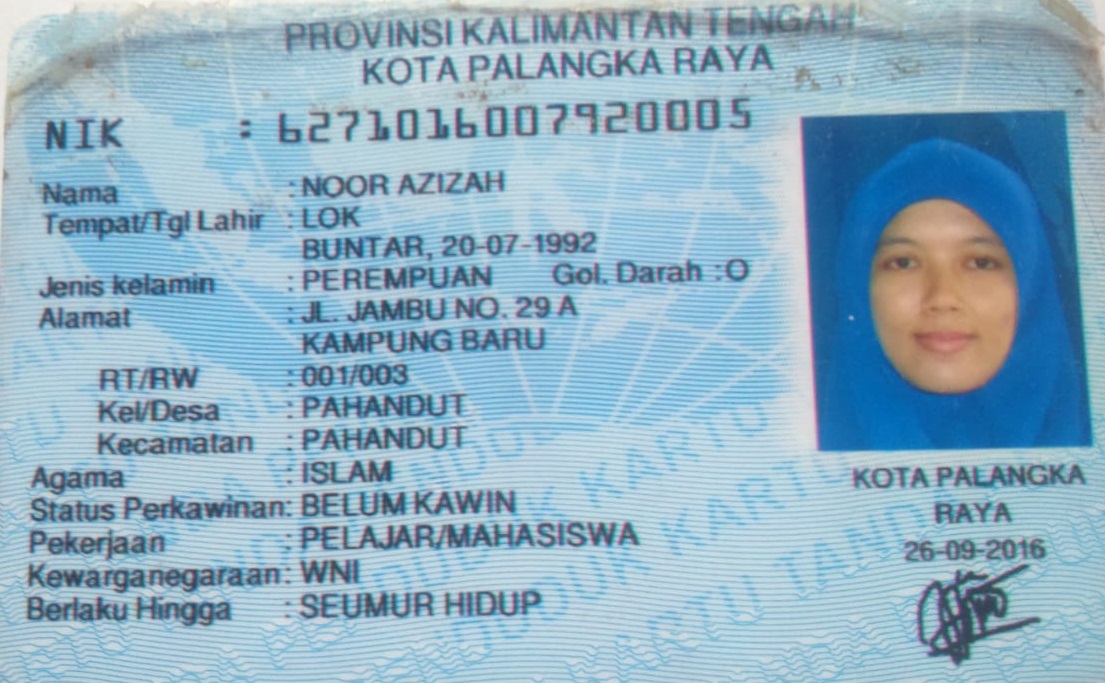 PROVINSI KALIMANTAN TENGAH
KOTA PALANGKA RAYA
NIK : 6271016007920005
Nama : NOOR AZIZAH
Tempat/Tgl Lahir : LOK
BUNTAR, 20-07-1992
Jenis kelamin : PEREMPUAN Gol. Darah : O
Alamat : JL. JAMBU NO. 29 A
KAMPUNG BARU
RT/RW : 001/003
Kel/Desa : PAHANDUT
Kecamatan : PAHANDUT
Agama : ISLAM
Status Perkawinan: BELUM KAWIN
Pekerjaan : PELAJAR/MAHASISWA
Kewarganegaraan: WNI
Berlaku Hingga : SEUMUR HIDUP
KOTA PALANGKA
RAYA
26-09-2016